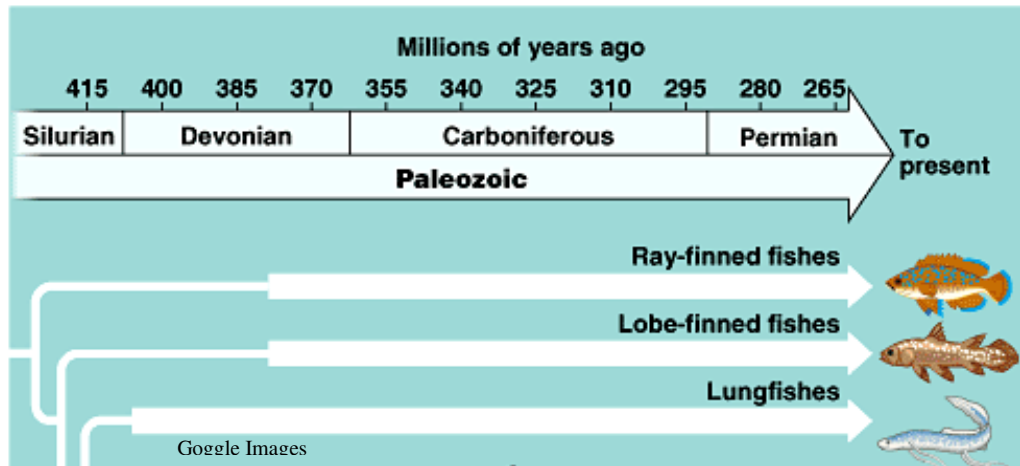 Millions of years ago
415 400 385 370 355 340 325 310 295 280 265
Silurian Devonian Carboniferous Permian
To
present
Paleozoic
Ray-finned fishes
Lobe-finned fishes
Lungfishes
Goggle Images